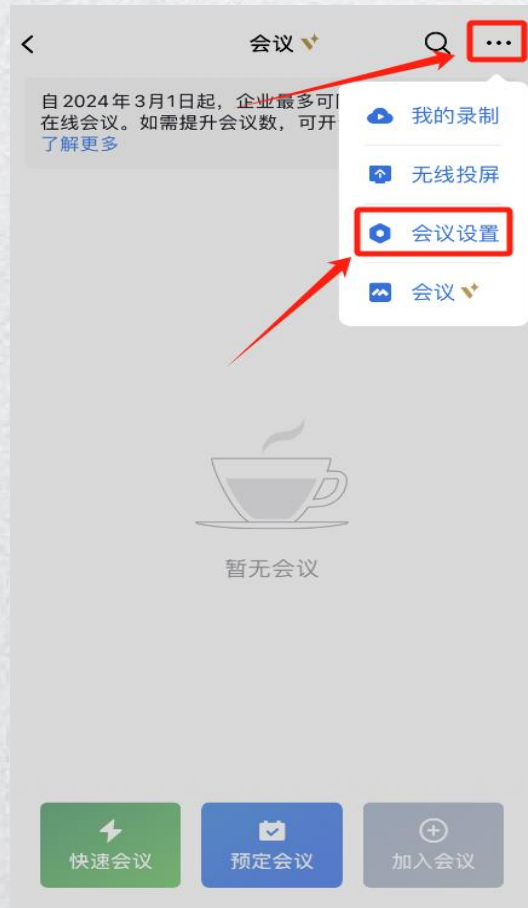 会议
自2024年3月1日起，企业最多可
在线会议。如需提升会议数，可开
了解更多
我的录制
无线投屏
会议设置
会议
暂无会议
快速会议
预定会议
加入会议